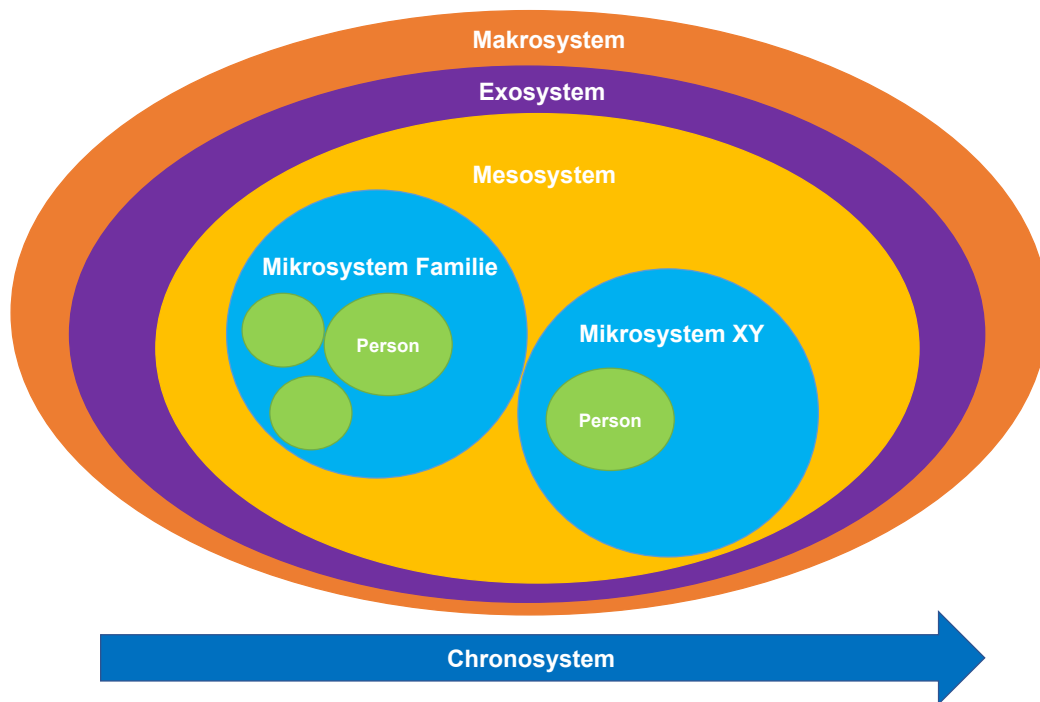 Makrosystem
Exosystem
Mesosystem
Mikrosystem Familie
Person
Mikrosystem XY
Person
Chronosystem